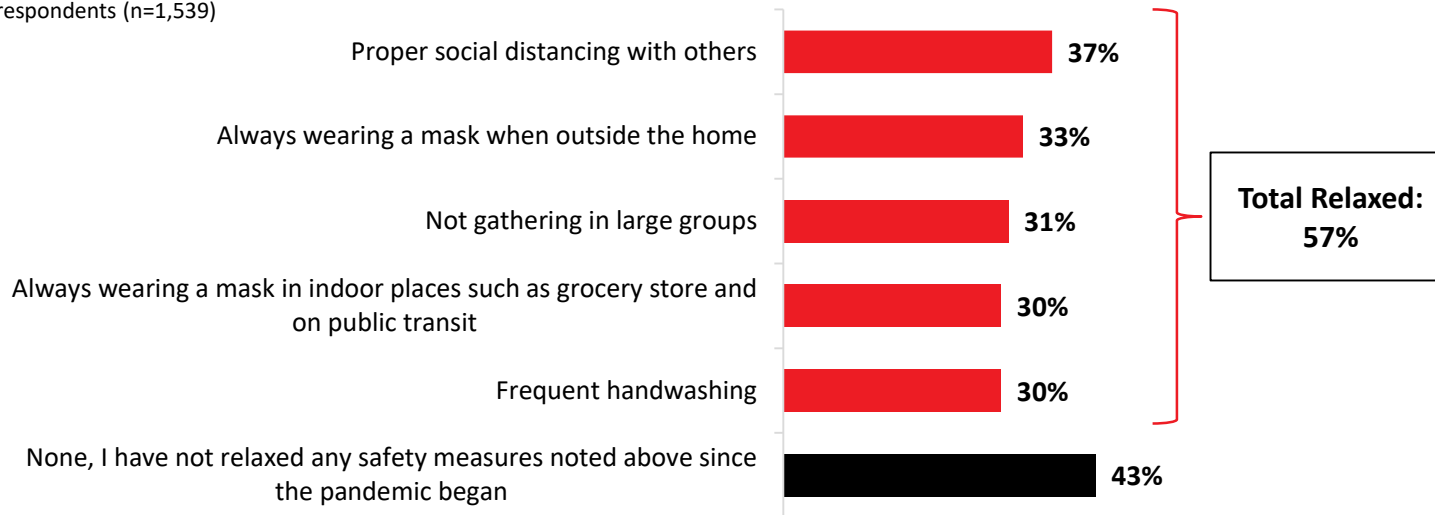 respondents (n=1,539)
Proper social distancing with others
37%
Always wearing a mask when outside the home
33%
Not gathering in large groups
31%
Always wearing a mask in indoor places such as grocery store and
on public transit
30%
Frequent handwashing
30%
None, I have not relaxed any safety measures noted above since
the pandemic began
43%
Total Relaxed:
57%